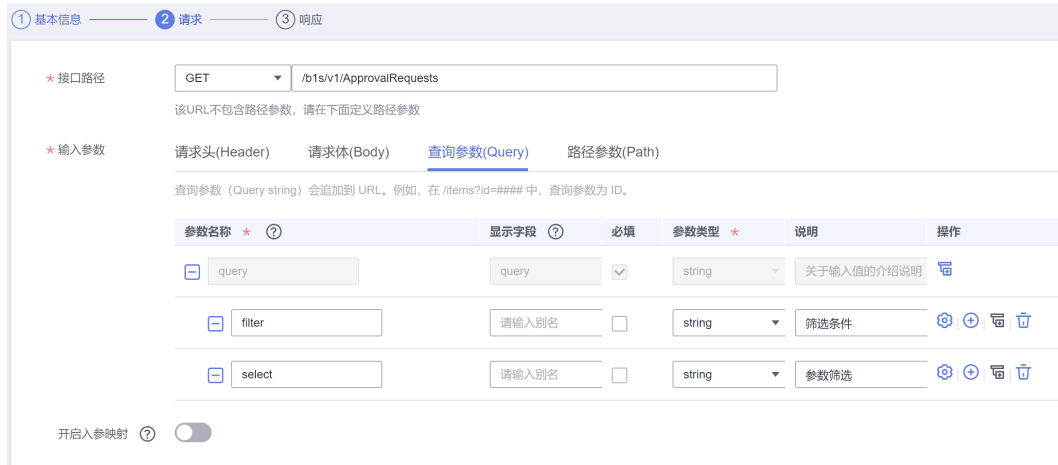 1 基本信息 2 请求 3 响应
* 接口路径 GET /b1s/v1/ApprovalRequests
该URL不包含路径参数，请在下面定义路径参数
* 输入参数 请求头(Header) 请求体(Body) 查询参数(Query) 路径参数(Path)
查询参数（Query string）会追加到 URL。例如，在 /items?id=#### 中，查询参数为 ID。
参数名称 * ? 显示字段 ? 必填 参数类型 * 说明 操作
query query string 关于输入值的介绍说明
filter 请输入别名 string 筛选条件
select 请输入别名 string 参数筛选
开启入参映射 ?